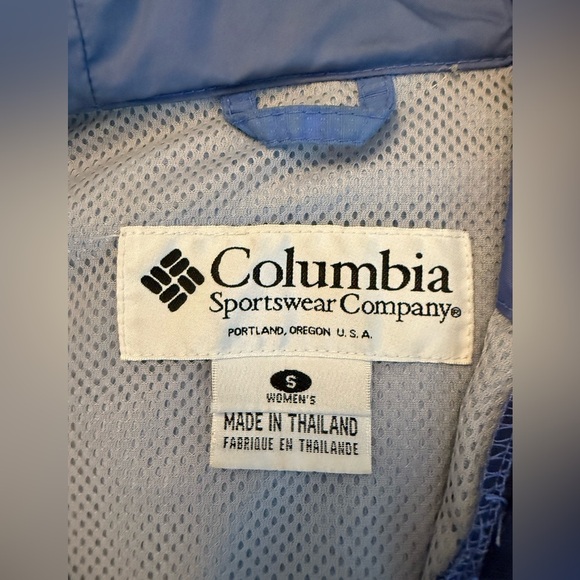 Columbia
Sportswear Company®
PORTLAND, OREGON U.S.A.
S
WOMEN'S
MADE IN THAILAND
FABRIQUE EN THAILANDE